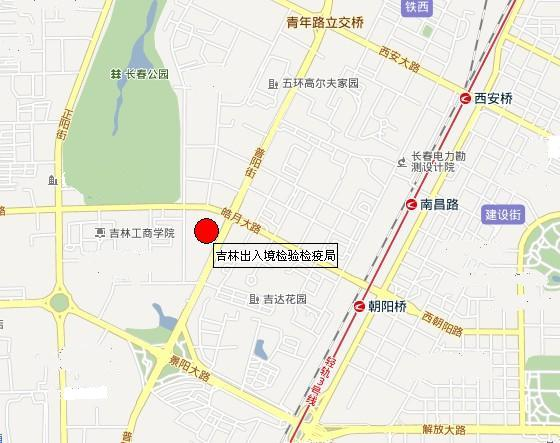 铁西
青年路立交桥
西安大路
长春公园
五环高尔夫家园
西安桥
正阳街
普阳街
长春电力勘
测设计院
南昌路
建设街
皓月大路
吉林工商学院
吉林出入境检验检疫局
吉达花园
朝阳桥
西朝阳路
景阳大路
轻轨3号线
普
解放大路